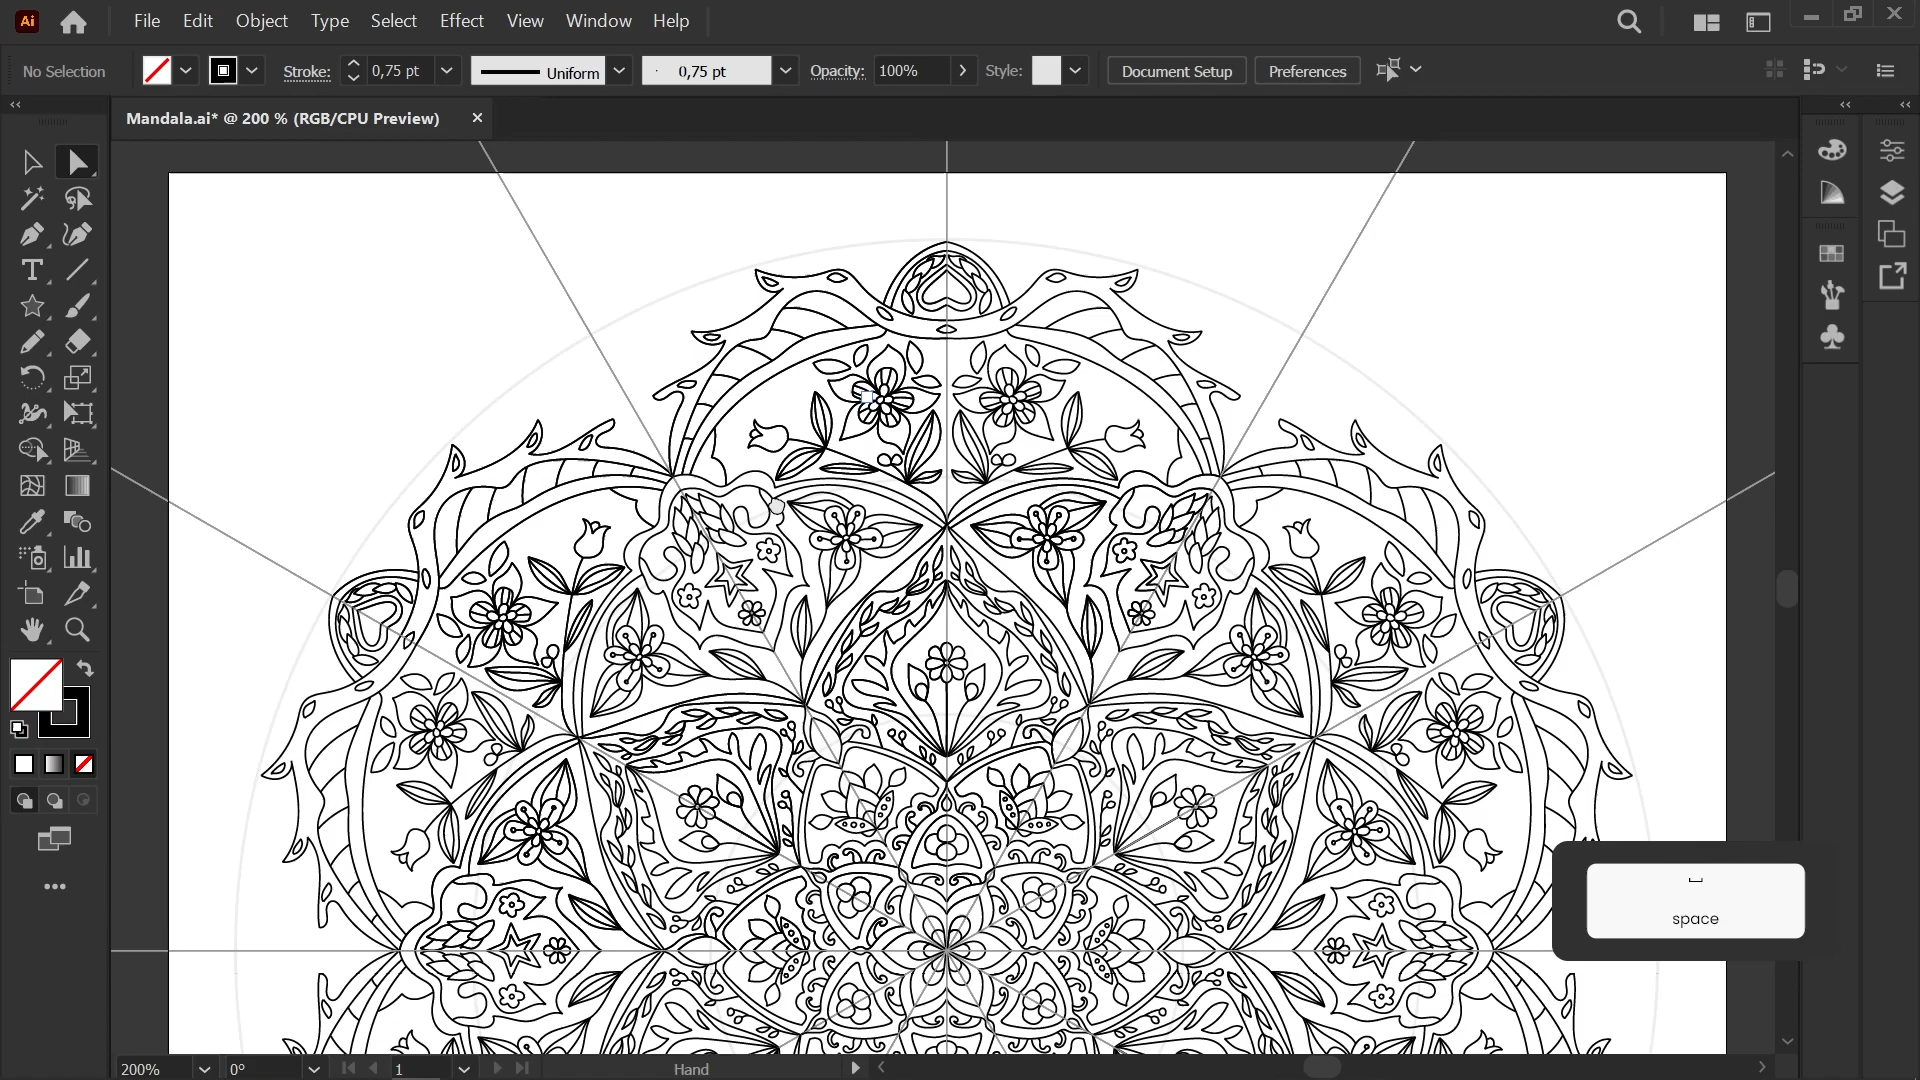 Ai File Edit Object Type Select Effect View Window Help
No Selection Stroke: 0,75 pt Uniform 0,75 pt Opacity: 100% Style: Document Setup Preferences
Mandala.ai* @ 200 % (RGB/CPU Preview)
space
200% 0° 1 Hand